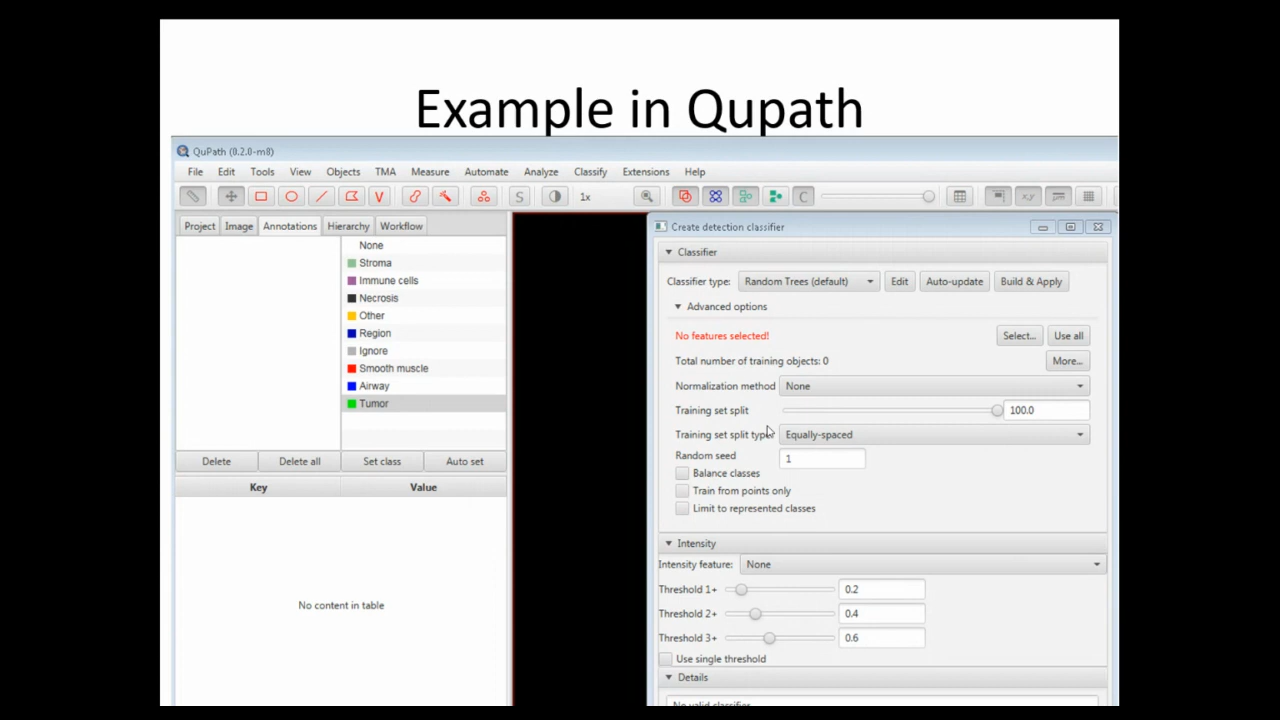 Example in Qupath
QuPath (0.2.0-m8)
File Edit Tools View Objects TMA Measure Automate Analyze Classify Extensions Help
V S 1x C x,y
Project Image Annotations Hierarchy Workflow
None
Stroma
Immune cells
Necrosis
Other
Region
Ignore
Smooth muscle
Airway
Tumor
Delete Delete all Set class Auto set
Key Value
No content in table
Create detection classifier
Classifier
Classifier type: Random Trees (default) Edit Auto-update Build & Apply
Advanced options
No features selected! Select... Use all
Total number of training objects: 0 More...
Normalization method None
Training set split 100.0
Training set split type Equally-spaced
Random seed 1
Balance classes
Train from points only
Limit to represented classes
Intensity
Intensity feature: None
Threshold 1+ 0.2
Threshold 2+ 0.4
Threshold 3+ 0.6
Use single threshold
Details
No valid classifier